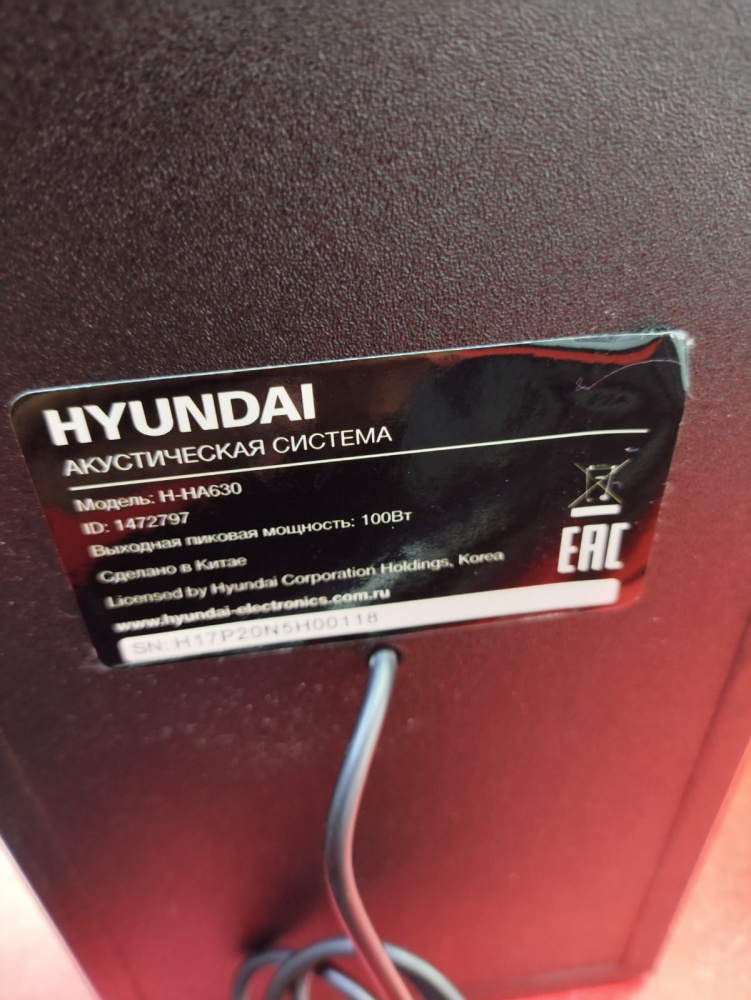 HYUNDAI
АКУСТИЧЕСКАЯ СИСТЕМА
Модель: H-HA630
ID: 1472797
Выходная пиковая мощность: 100Вт
Сделано в Китае
Licensed by Hyundai Corporation Holdings, Korea
www.hyundai-electronics.com.ru
SN: H17P20N5H00118
EAC